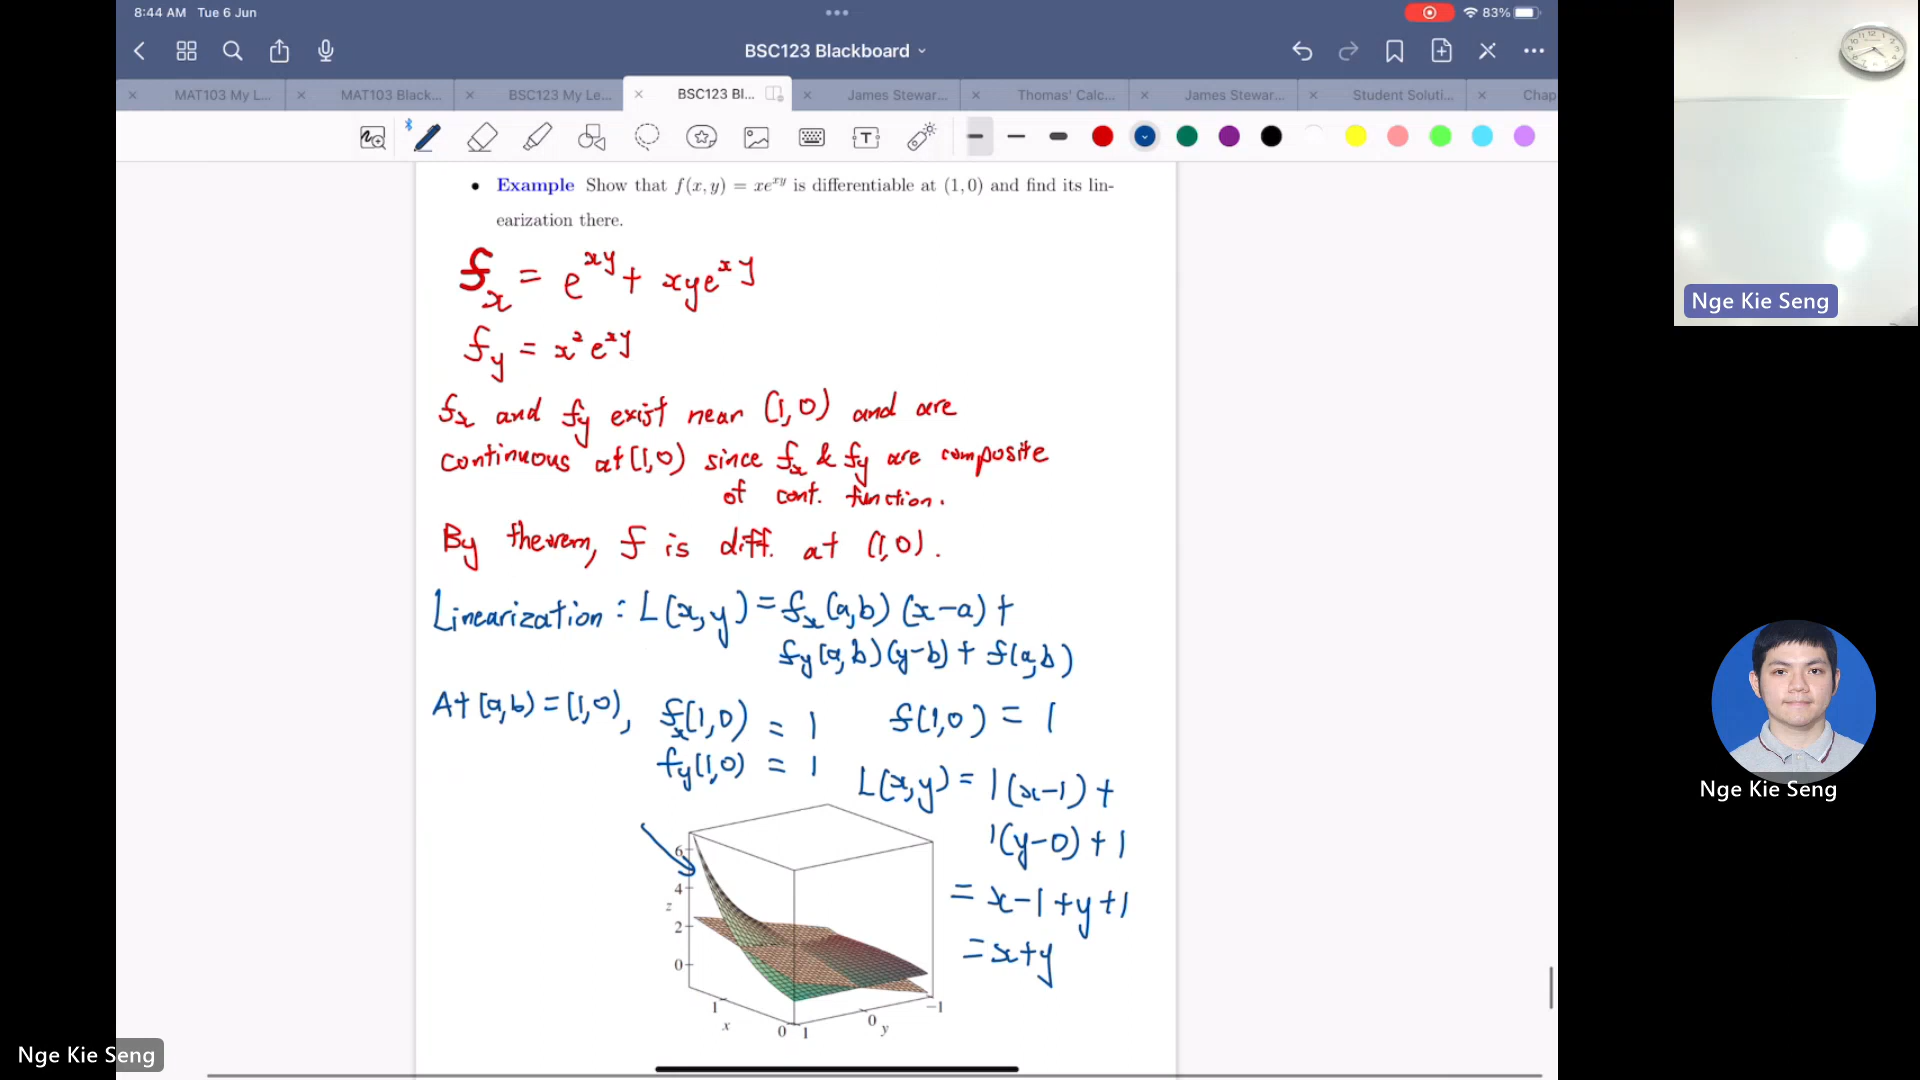 8:44 AM Tue 6 Jun
83%
BSC123 Blackboard
MAT103 My L...
MAT103 Black...
BSC123 My Le...
BSC123 Bl...
James Stewar...
Thomas' Calc...
James Stewar...
Student Soluti...
Chap
• Example Show that f(x, y) = xe^{xy} is differentiable at (1, 0) and find its lin-
earization there.
f_x = e^{xy} + xye^{xy}
f_y = x² e^{xy}
f_x and f_y exist near (1,0) and are
continuous at (1,0) since f_x & f_y are composite
of cont. function.
By theorem, f is diff. at (1,0).
Linearization : L(x,y) = f_x(a,b)(x-a) +
f_y(a,b)(y-b) + f(a,b)
At (a,b) = (1,0), f_x(1,0) = 1 f(1,0) = 1
f_y(1,0) = 1
L(x,y) = 1(x-1) +
1(y-0) + 1
= x-1+y+1
= x+y
6
4
z
2
0
1
x
0
1
0
y
-1
Nge Kie Seng
Nge Kie Seng
Nge Kie Seng